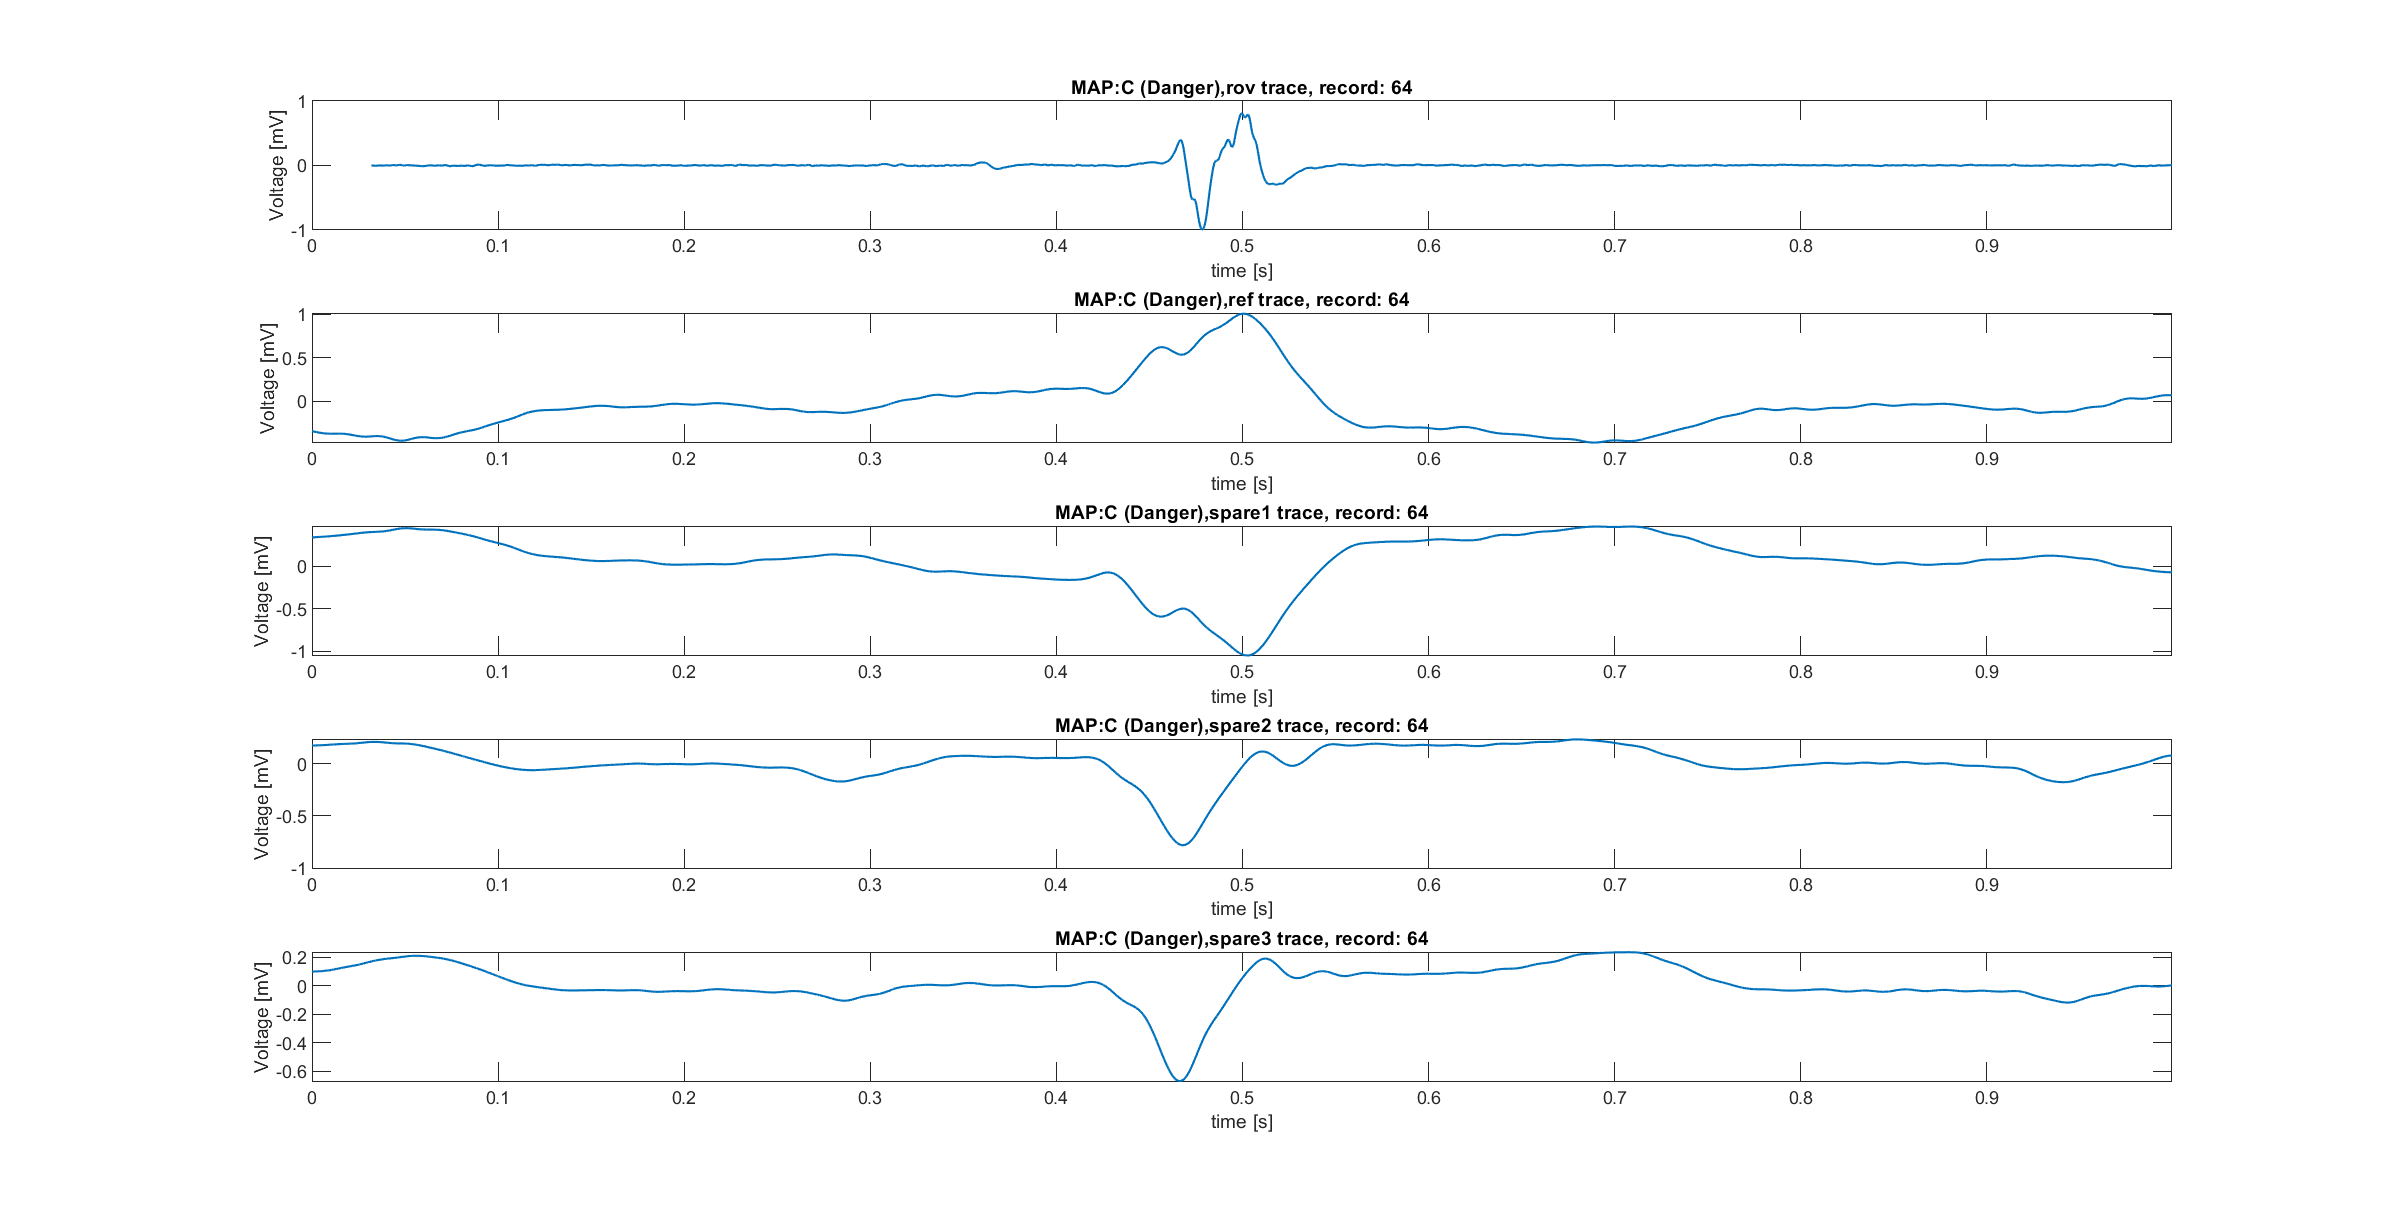 MAP:C (Danger),rov trace, record: 64
Voltage [mV]
1
0
-1
0 0.1 0.2 0.3 0.4 0.5 0.6 0.7 0.8 0.9
time [s]
MAP:C (Danger),ref trace, record: 64
Voltage [mV]
1
0.5
0
0 0.1 0.2 0.3 0.4 0.5 0.6 0.7 0.8 0.9
time [s]
MAP:C (Danger),spare1 trace, record: 64
Voltage [mV]
0
-0.5
-1
0 0.1 0.2 0.3 0.4 0.5 0.6 0.7 0.8 0.9
time [s]
MAP:C (Danger),spare2 trace, record: 64
Voltage [mV]
0
-0.5
-1
0 0.1 0.2 0.3 0.4 0.5 0.6 0.7 0.8 0.9
time [s]
MAP:C (Danger),spare3 trace, record: 64
Voltage [mV]
0.2
0
-0.2
-0.4
-0.6
0 0.1 0.2 0.3 0.4 0.5 0.6 0.7 0.8 0.9
time [s]